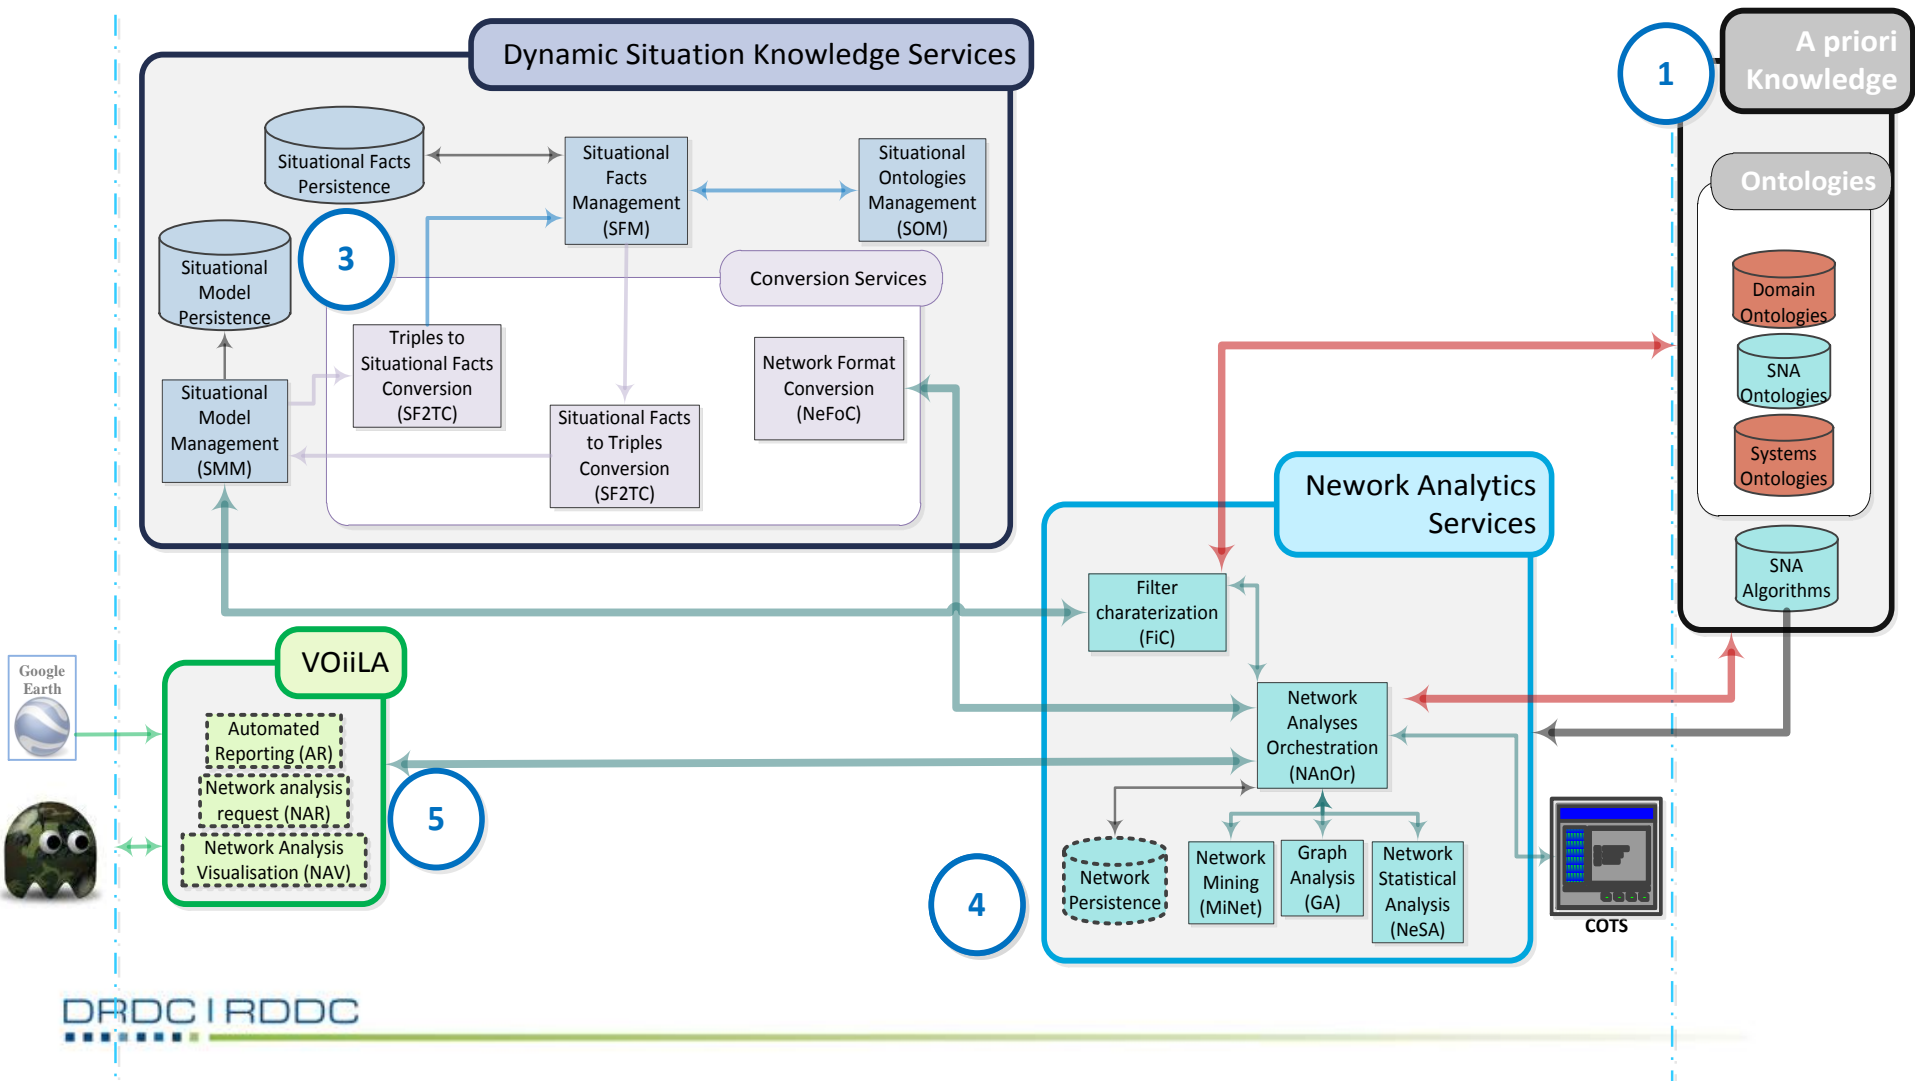 Dynamic Situation Knowledge Services
1
A priori
Knowledge
Situational Facts
Persistence
Situational
Facts
Management
(SFM)
Situational
Ontologies
Management
(SOM)
Ontologies
3
Situational
Model
Persistence
Conversion Services
Domain
Ontologies
Triples to
Situational Facts
Conversion
(SF2TC)
Network Format
Conversion
(NeFoC)
SNA
Ontologies
Situational
Model
Management
(SMM)
Situational Facts
to Triples
Conversion
(SF2TC)
Systems
Ontologies
Nework Analytics
Services
SNA
Algorithms
Filter
charaterization
(FiC)
VOiiLA
Google
Earth
Automated
Reporting (AR)
Network analysis
request (NAR)
Network Analysis
Visualisation (NAV)
5
Network
Analyses
Orchestration
(NAnOr)
4
Network
Persistence
Network
Mining
(MiNet)
Graph
Analysis
(GA)
Network
Statistical
Analysis
(NeSA)
COTS
DRDC | RDDC